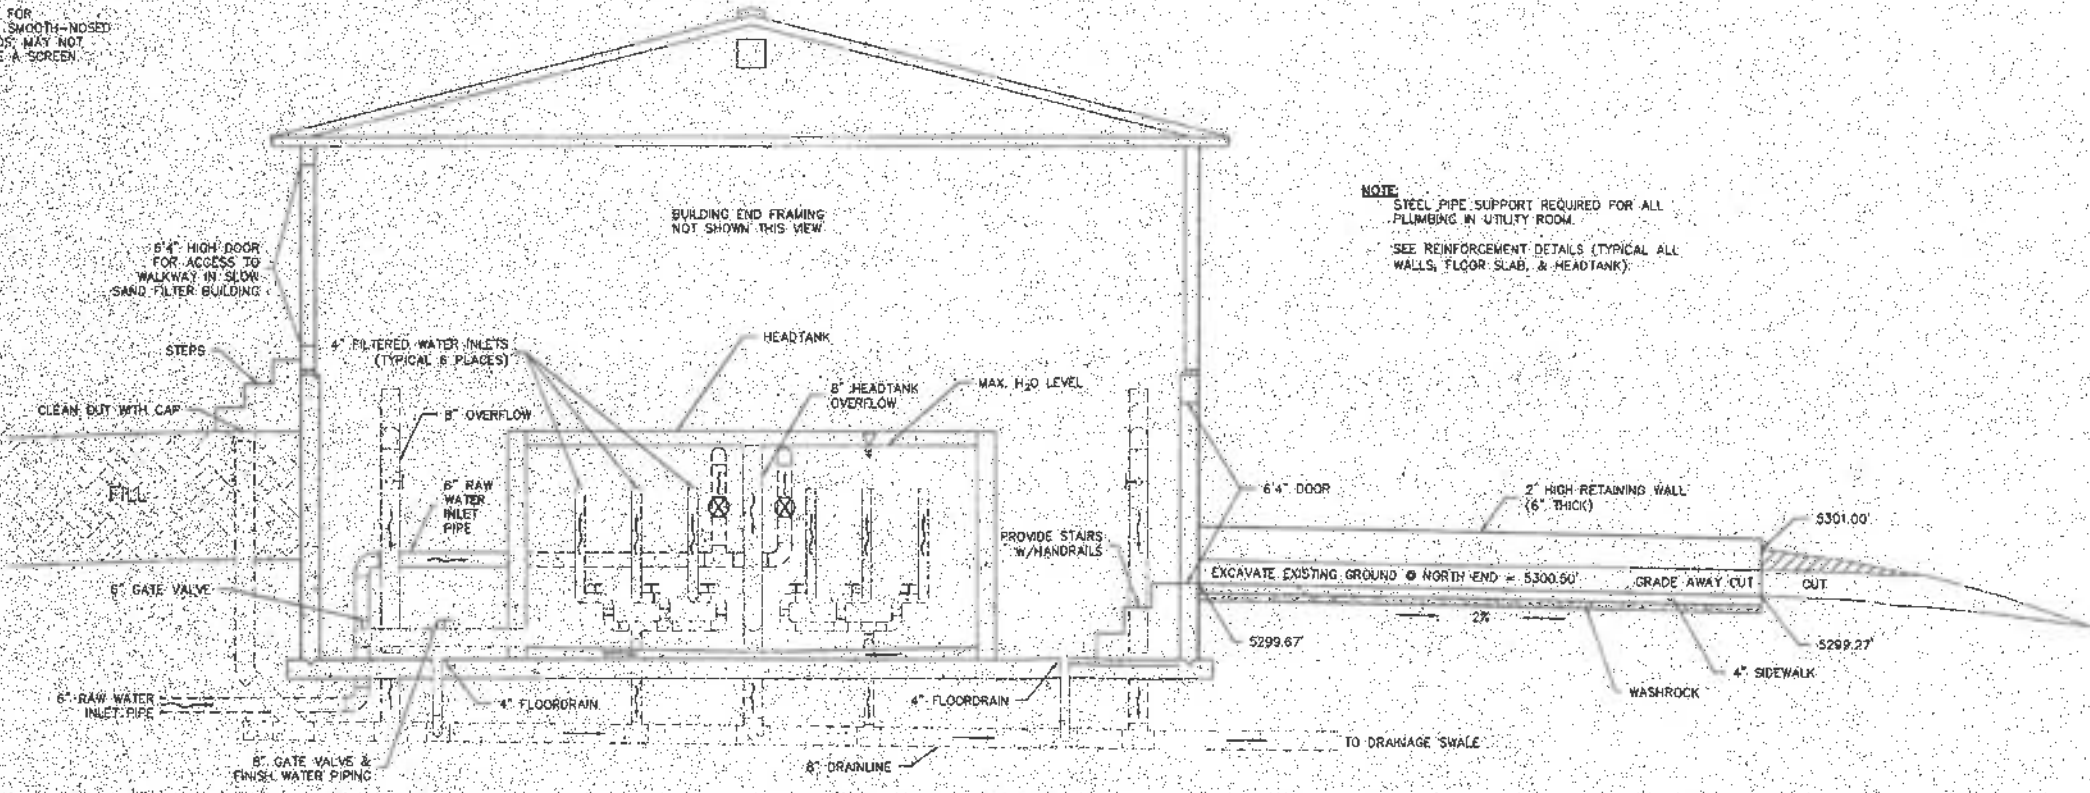 FOR
SMOOTH-NOSED
MAY NOT
A SCREEN
BUILDING END FRAMING
NOT SHOWN THIS VIEW
NOTE:
STEEL PIPE SUPPORT REQUIRED FOR ALL
PLUMBING IN UTILITY ROOM.
SEE REINFORCEMENT DETAILS (TYPICAL ALL
WALLS, FLOOR SLAB, & HEADTANK).
6'4" HIGH DOOR
FOR ACCESS TO
WALKWAY IN SLOW
SAND FILTER BUILDING
STEPS
4" FILTERED WATER INLETS
(TYPICAL 6 PLACES)
HEADTANK
8" HEADTANK
OVERFLOW
MAX. H2O LEVEL
CLEAN OUT WITH CAP
8" OVERFLOW
FILL
6" RAW
WATER
INLET
PIPE
6'4" DOOR
2' HIGH RETAINING WALL
(6" THICK)
5301.00'
PROVIDE STAIRS
W/HANDRAILS
EXCAVATE EXISTING GROUND @ NORTH END = 5300.50'
GRADE AWAY CUT
CUT
6" GATE VALVE
2%
5299.67'
5299.27'
4" SIDEWALK
WASHROCK
6" RAW WATER
INLET PIPE
4" FLOORDRAIN
4" FLOORDRAIN
TO DRAINAGE SWALE
8" GATE VALVE &
FINISH WATER PIPING
8" DRAINLINE